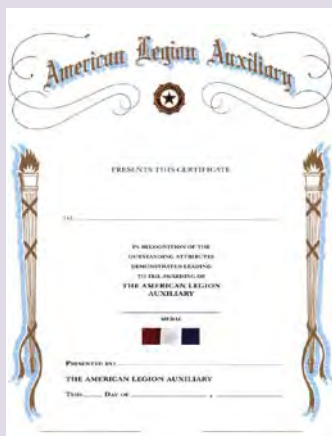 American Legion Auxiliary
PRESENTS THIS CERTIFICATE
TO
IN RECOGNITION OF THE
OUTSTANDING ATTRIBUTES
DEMONSTRATED LEADING
TO THE AWARDING OF
THE AMERICAN LEGION
AUXILIARY
MEDAL
PRESENTED BY
THE AMERICAN LEGION AUXILIARY
THIS DAY OF ,